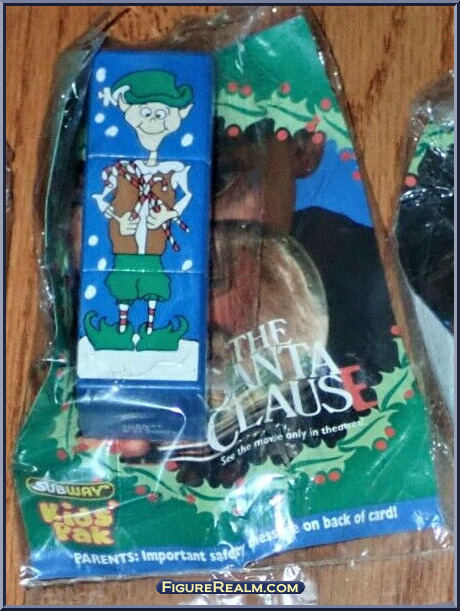 THE
SANTA
CLAUSE
See the movie only in theatres!
SUBWAY
Kids'
Pak
PARENTS: Important safety message on back of card!
FIGUREREALM.COM